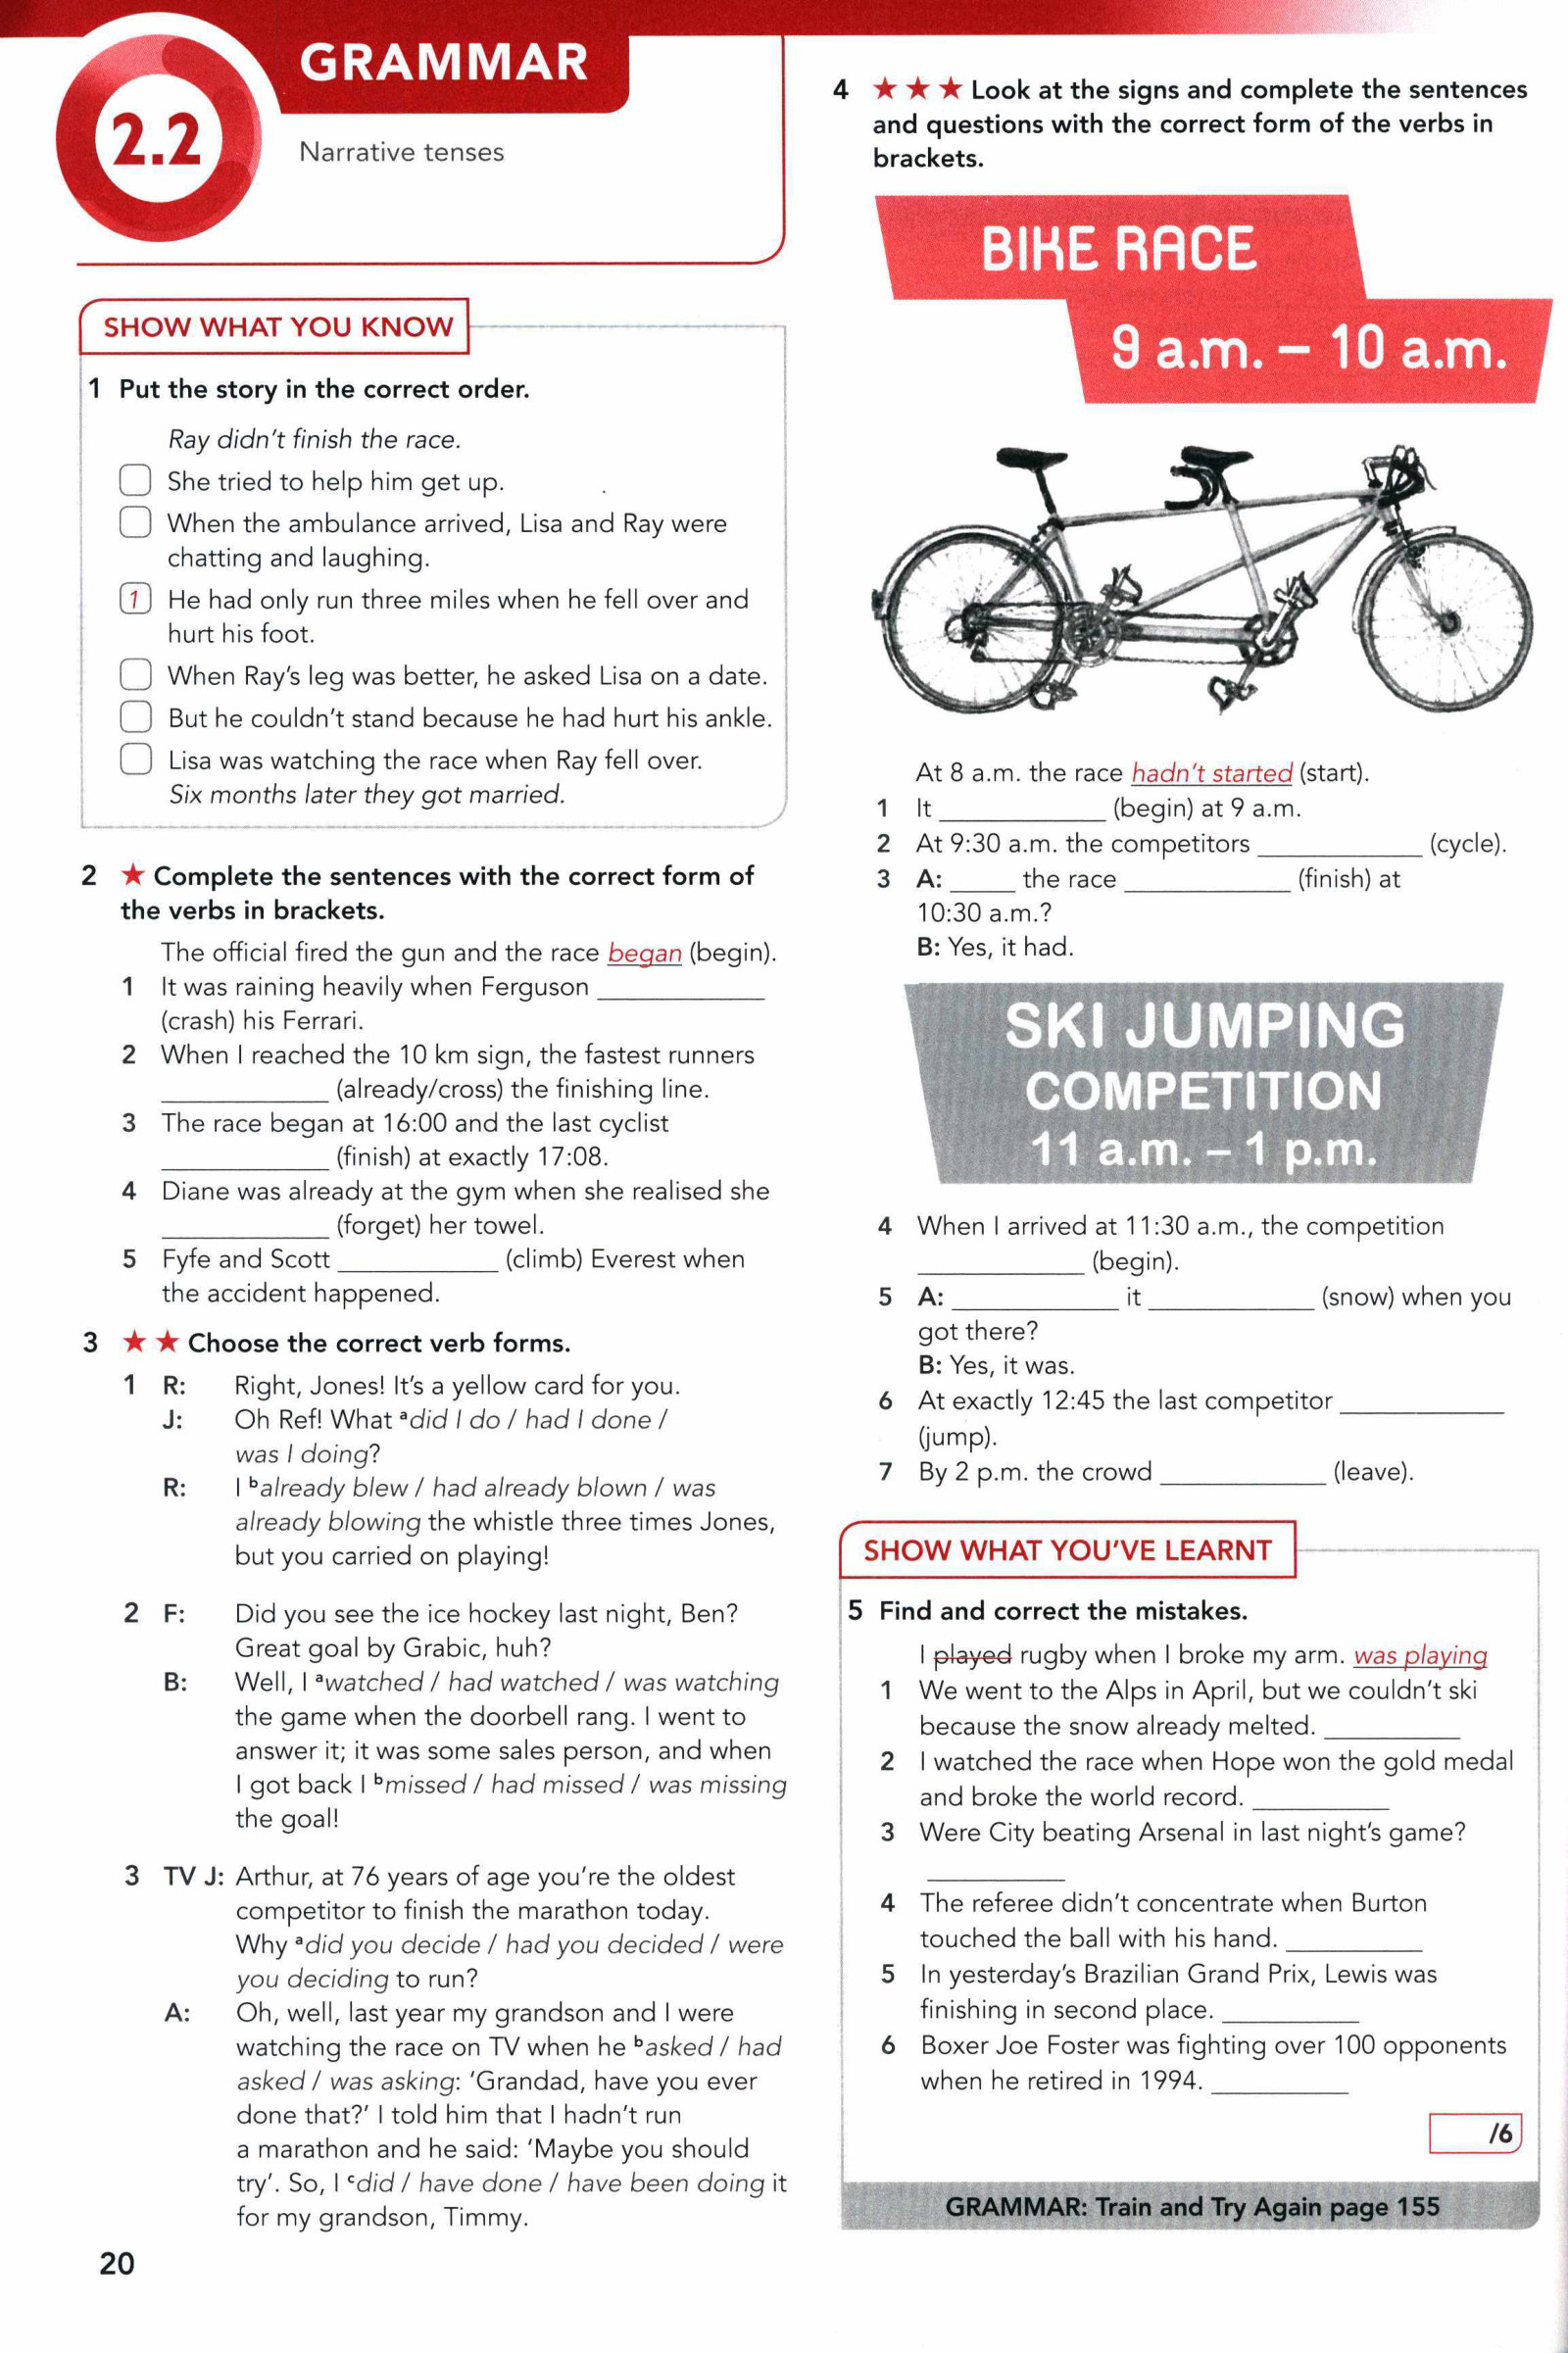 GRAMMAR
2.2
Narrative tenses
SHOW WHAT YOU KNOW
1 Put the story in the correct order.
Ray didn't finish the race.
She tried to help him get up.
When the ambulance arrived, Lisa and Ray were
chatting and laughing.
1 He had only run three miles when he fell over and
hurt his foot.
When Ray's leg was better, he asked Lisa on a date.
But he couldn't stand because he had hurt his ankle.
Lisa was watching the race when Ray fell over.
Six months later they got married.
2 ★ Complete the sentences with the correct form of
the verbs in brackets.
The official fired the gun and the race began (begin).
1 It was raining heavily when Ferguson ____________
(crash) his Ferrari.
2 When I reached the 10 km sign, the fastest runners
____________ (already/cross) the finishing line.
3 The race began at 16:00 and the last cyclist
____________ (finish) at exactly 17:08.
4 Diane was already at the gym when she realised she
____________ (forget) her towel.
5 Fyfe and Scott ____________ (climb) Everest when
the accident happened.
3 ★ ★ Choose the correct verb forms.
1 R: Right, Jones! It's a yellow card for you.
J: Oh Ref! What ᵃdid I do / had I done /
was I doing?
R: I ᵇalready blew / had already blown / was
already blowing the whistle three times Jones,
but you carried on playing!
2 F: Did you see the ice hockey last night, Ben?
Great goal by Grabic, huh?
B: Well, I ᵃwatched / had watched / was watching
the game when the doorbell rang. I went to
answer it; it was some sales person, and when
I got back I ᵇmissed / had missed / was missing
the goal!
3 TV J: Arthur, at 76 years of age you're the oldest
competitor to finish the marathon today.
Why ᵃdid you decide / had you decided / were
you deciding to run?
A: Oh, well, last year my grandson and I were
watching the race on TV when he ᵇasked / had
asked / was asking: 'Grandad, have you ever
done that?' I told him that I hadn't run
a marathon and he said: 'Maybe you should
try'. So, I ᶜdid / have done / have been doing it
for my grandson, Timmy.
20
4 ★ ★ ★ Look at the signs and complete the sentences
and questions with the correct form of the verbs in
brackets.
BIKE RACE
9 a.m. – 10 a.m.
At 8 a.m. the race hadn't started (start).
1 It ____________ (begin) at 9 a.m.
2 At 9:30 a.m. the competitors ____________ (cycle).
3 A: _____ the race ____________ (finish) at
10:30 a.m.?
B: Yes, it had.
SKI JUMPING
COMPETITION
11 a.m. – 1 p.m.
4 When I arrived at 11:30 a.m., the competition
____________ (begin).
5 A: ____________ it ____________ (snow) when you
got there?
B: Yes, it was.
6 At exactly 12:45 the last competitor ____________
(jump).
7 By 2 p.m. the crowd ____________ (leave).
SHOW WHAT YOU'VE LEARNT
5 Find and correct the mistakes.
I played rugby when I broke my arm. was playing
1 We went to the Alps in April, but we couldn't ski
because the snow already melted. __________
2 I watched the race when Hope won the gold medal
and broke the world record. __________
3 Were City beating Arsenal in last night's game?
__________
4 The referee didn't concentrate when Burton
touched the ball with his hand. __________
5 In yesterday's Brazilian Grand Prix, Lewis was
finishing in second place. __________
6 Boxer Joe Foster was fighting over 100 opponents
when he retired in 1994. __________
/6
GRAMMAR: Train and Try Again page 155